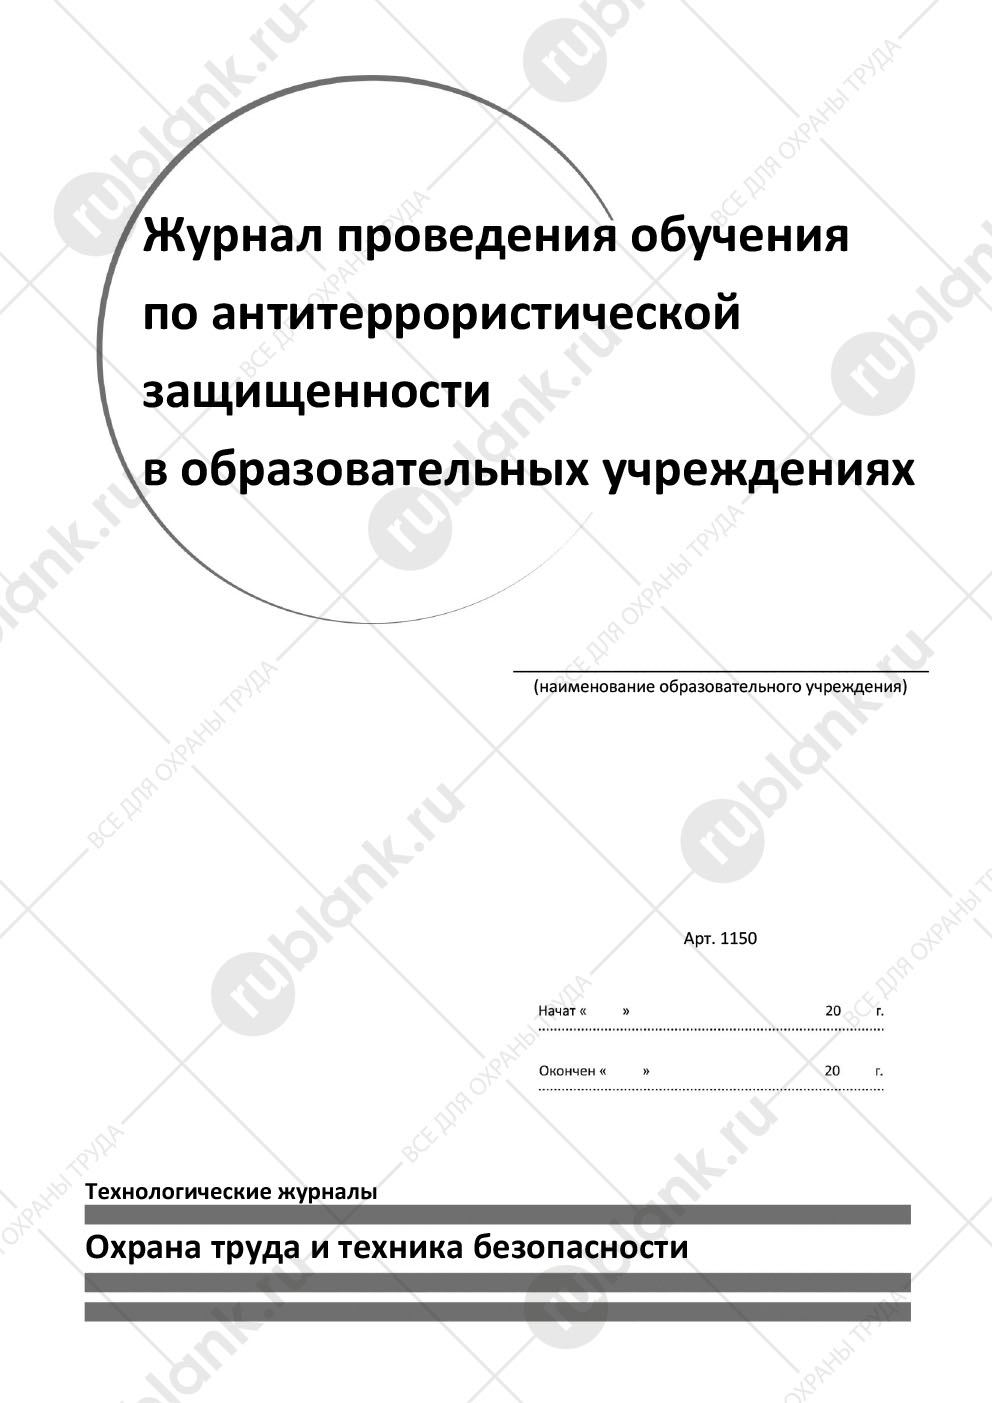 Журнал проведения обучения
по антитеррористической
защищенности
в образовательных учреждениях
(наименование образовательного учреждения)
Арт. 1150
Начат « » 20 г.
Окончен « » 20 г.
Технологические журналы
Охрана труда и техника безопасности
rublank.ru
ВСЕ ДЛЯ ОХРАНЫ ТРУДА